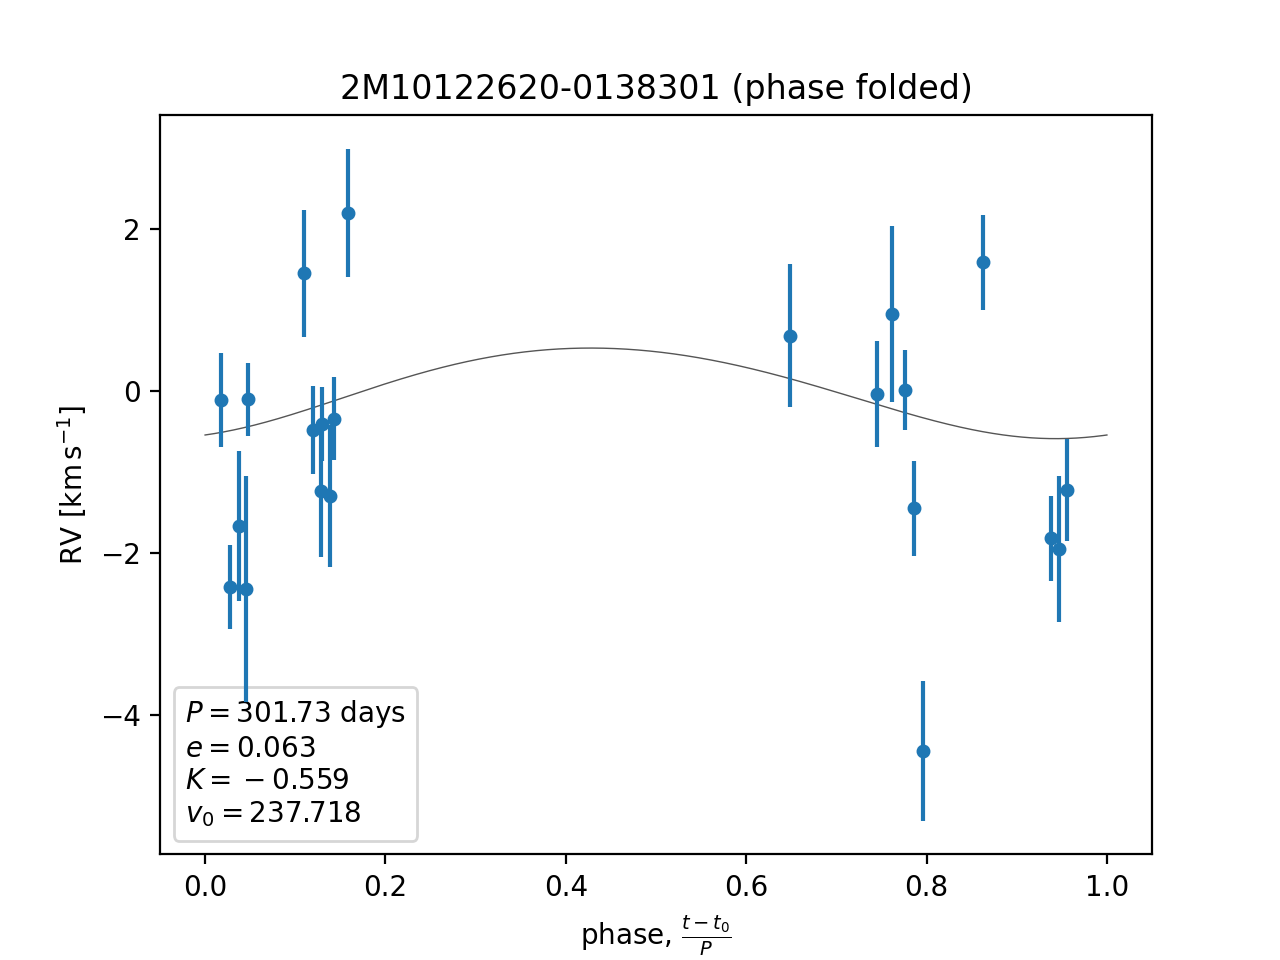 2M10122620-0138301 (phase folded)
RV [km s⁻¹]
2
0
−2
−4
P = 301.73 days
e = 0.063
K = −0.559
v₀ = 237.718
0.0 0.2 0.4 0.6 0.8 1.0
phase, (t − t₀)/P